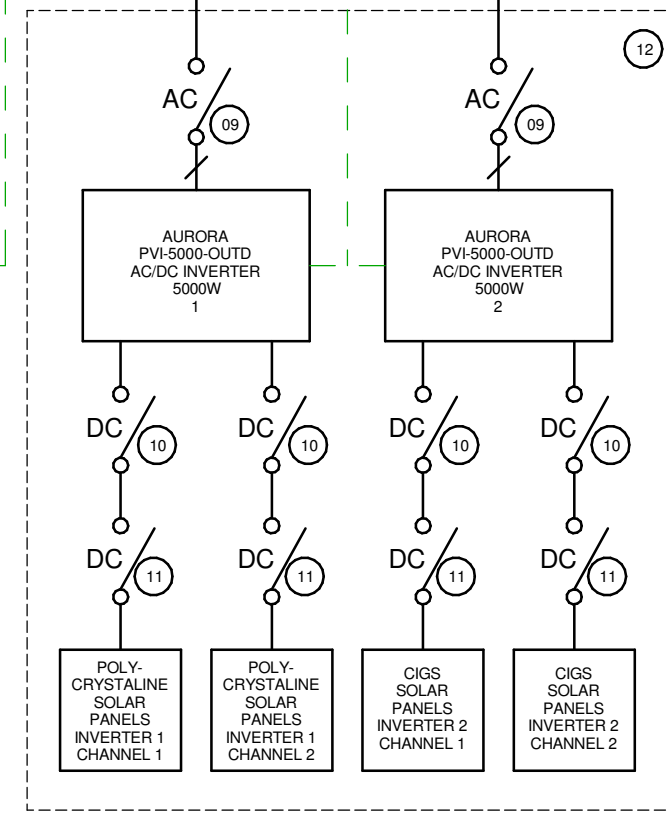 12
AC
09
AC
09
AURORA
PVI-5000-OUTD
AC/DC INVERTER
5000W
1
AURORA
PVI-5000-OUTD
AC/DC INVERTER
5000W
2
DC
10
DC
10
DC
10
DC
10
DC
11
DC
11
DC
11
DC
11
POLY-
CRYSTALINE
SOLAR
PANELS
INVERTER 1
CHANNEL 1
POLY-
CRYSTALINE
SOLAR
PANELS
INVERTER 1
CHANNEL 2
CIGS
SOLAR
PANELS
INVERTER 2
CHANNEL 1
CIGS
SOLAR
PANELS
INVERTER 2
CHANNEL 2